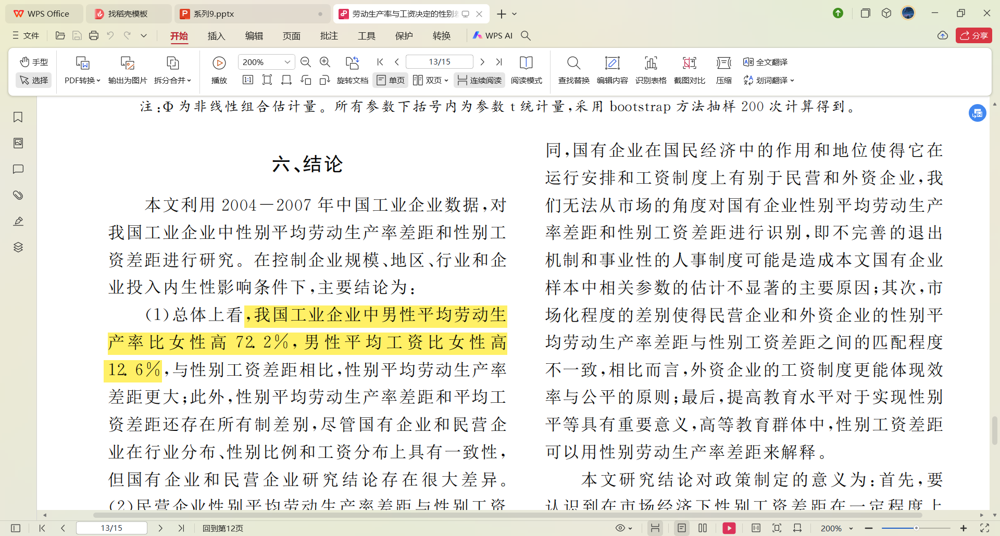 WPS Office
找稻壳模板
系列9.pptx
劳动生产率与工资决定的性别差
文件
开始
插入
编辑
页面
批注
工具
保护
转换
WPS AI
分享
手型
选择
PDF转换
输出为图片
拆分合并
播放
200%
旋转文档
13/15
单页
双页
连续阅读
阅读模式
查找替换
编辑内容
识别表格
截图对比
压缩
全文翻译
划词翻译
注:Φ为非线性组合估计量。所有参数下括号内为参数t统计量,采用bootstrap方法抽样200次计算得到。
六、结论
本文利用2004—2007年中国工业企业数据,对
我国工业企业中性别平均劳动生产率差距和性别工
资差距进行研究。在控制企业规模、地区、行业和企
业投入内生性影响条件下,主要结论为:
(1)总体上看,我国工业企业中男性平均劳动生
产率比女性高72.2%,男性平均工资比女性高
12.6%,与性别工资差距相比,性别平均劳动生产率
差距更大;此外,性别平均劳动生产率差距和平均工
资差距还存在所有制差别,尽管国有企业和民营企
业在行业分布、性别比例和工资分布上具有一致性,
但国有企业和民营企业研究结论存在很大差异。
(2)民营企业性别平均劳动生产率差距与性别工资
同,国有企业在国民经济中的作用和地位使得它在
运行安排和工资制度上有别于民营和外资企业,我
们无法从市场的角度对国有企业性别平均劳动生产
率差距和性别工资差距进行识别,即不完善的退出
机制和事业性的人事制度可能是造成本文国有企业
样本中相关参数的估计不显著的主要原因;其次,市
场化程度的差别使得民营企业和外资企业的性别平
均劳动生产率差距与性别工资差距之间的匹配程度
不一致,相比而言,外资企业的工资制度更能体现效
率与公平的原则;最后,提高教育水平对于实现性别
平等具有重要意义,高等教育群体中,性别工资差距
可以用性别劳动生产率差距来解释。
本文研究结论对政策制定的意义为:首先,要
认识到在市场经济下性别工资差距在一定程度上
13/15
回到第12页
200%